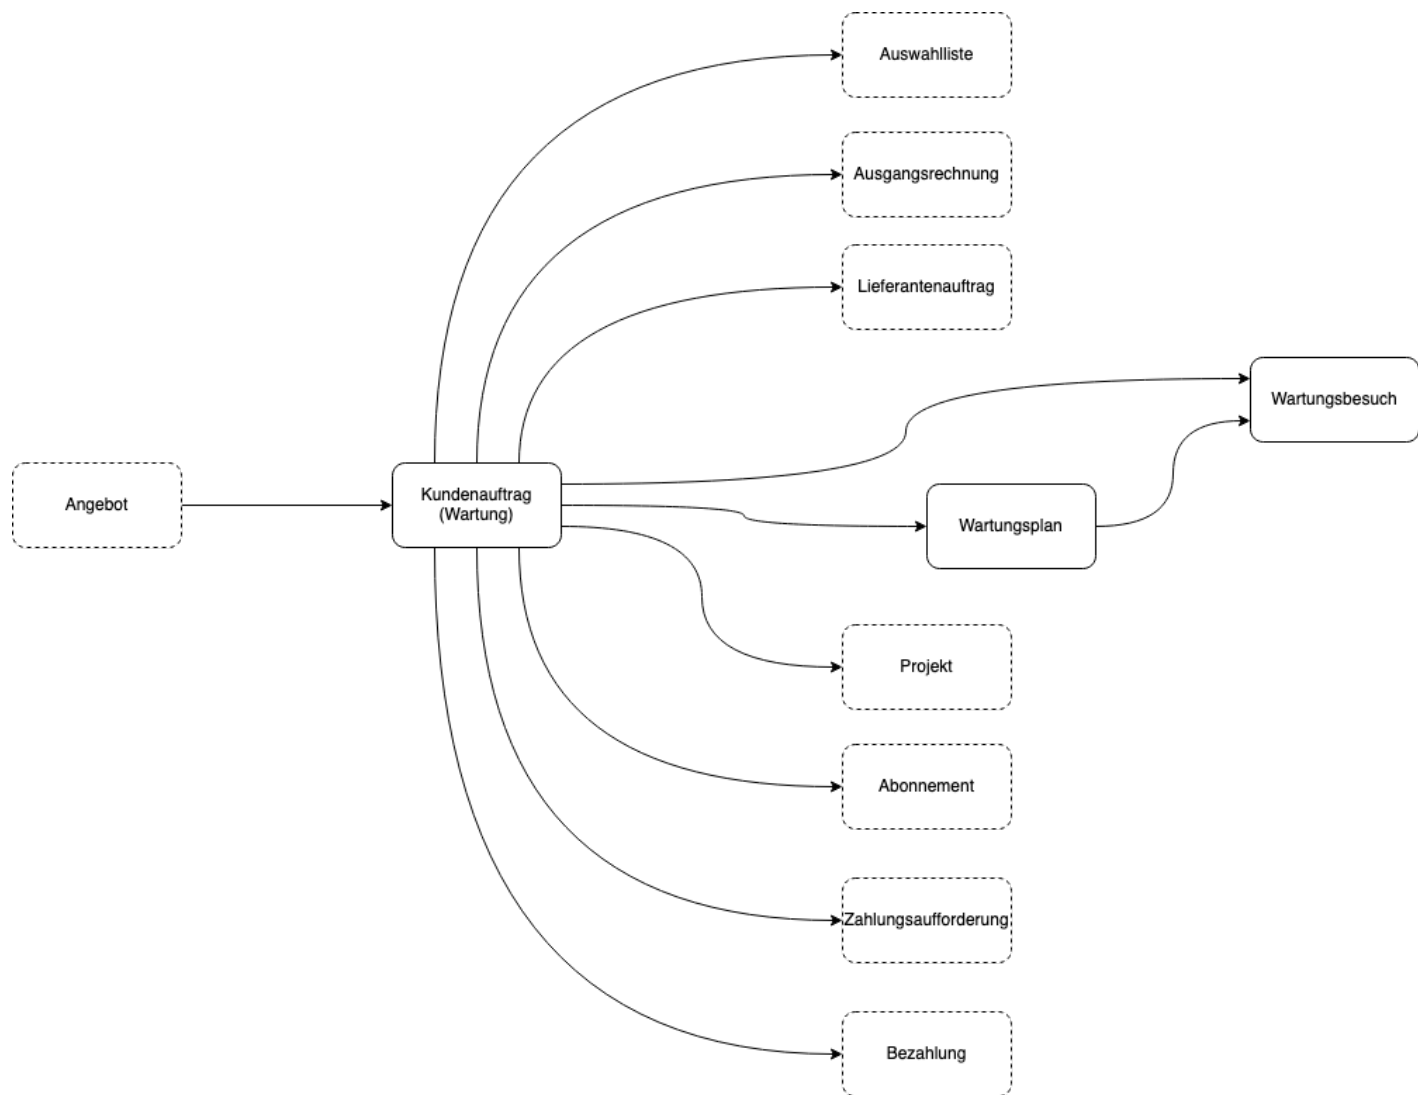 Auswahlliste
Ausgangsrechnung
Lieferantenauftrag
Wartungsbesuch
Angebot
Kundenauftrag
(Wartung)
Wartungsplan
Projekt
Abonnement
Zahlungsaufforderung
Bezahlung